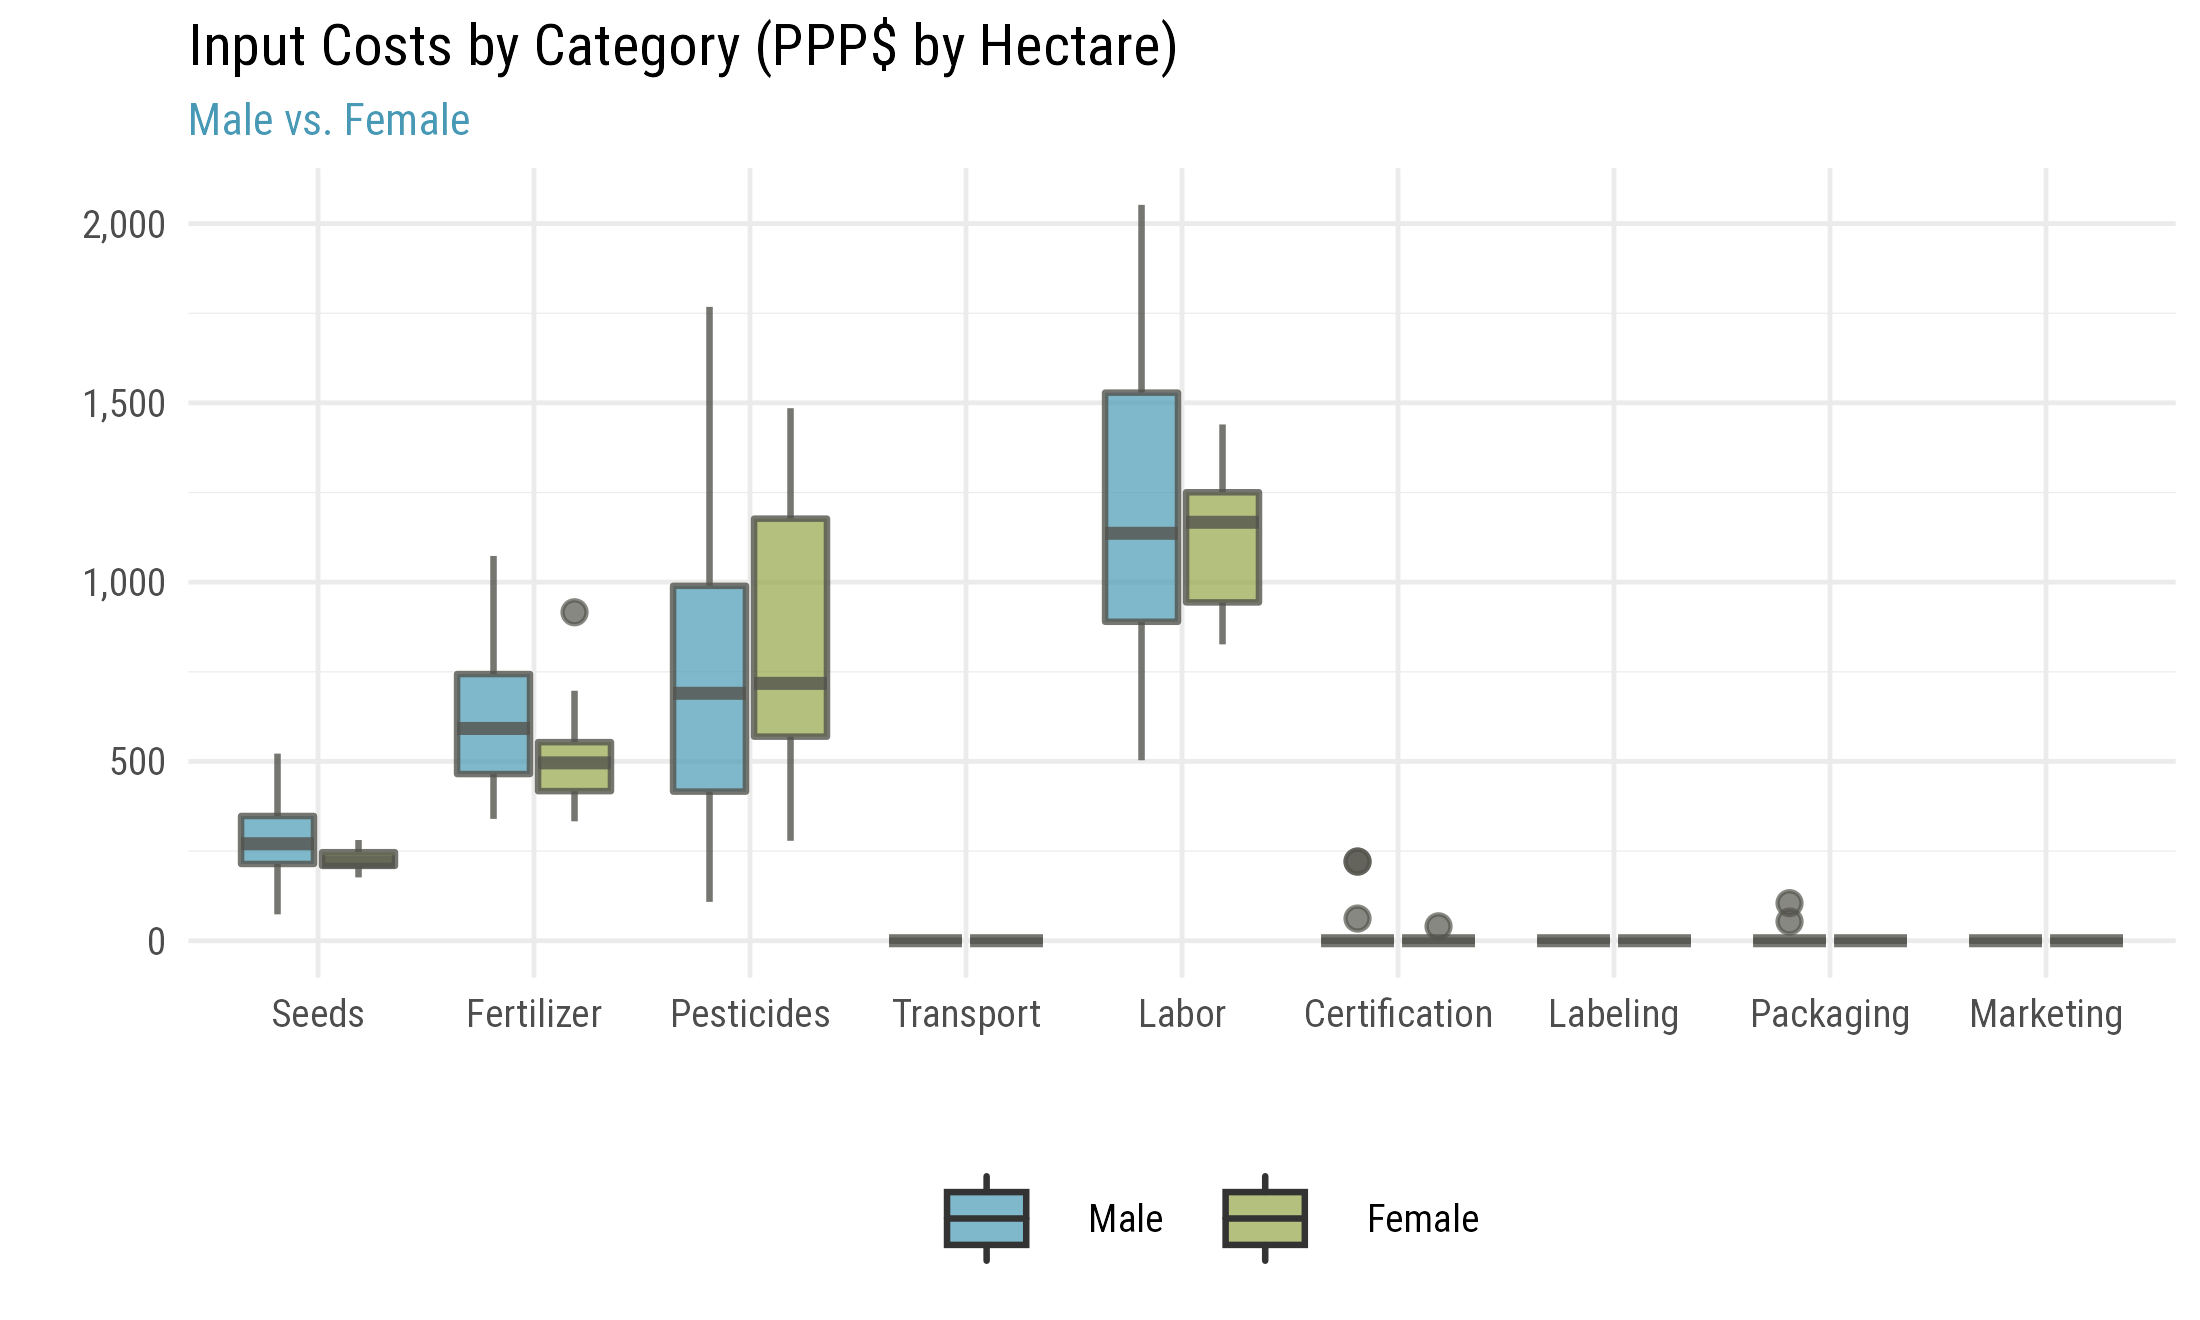 Input Costs by Category (PPP$ by Hectare)
Male vs. Female
2,000
1,500
1,000
500
0
Seeds Fertilizer Pesticides Transport Labor Certification Labeling Packaging Marketing
Male Female